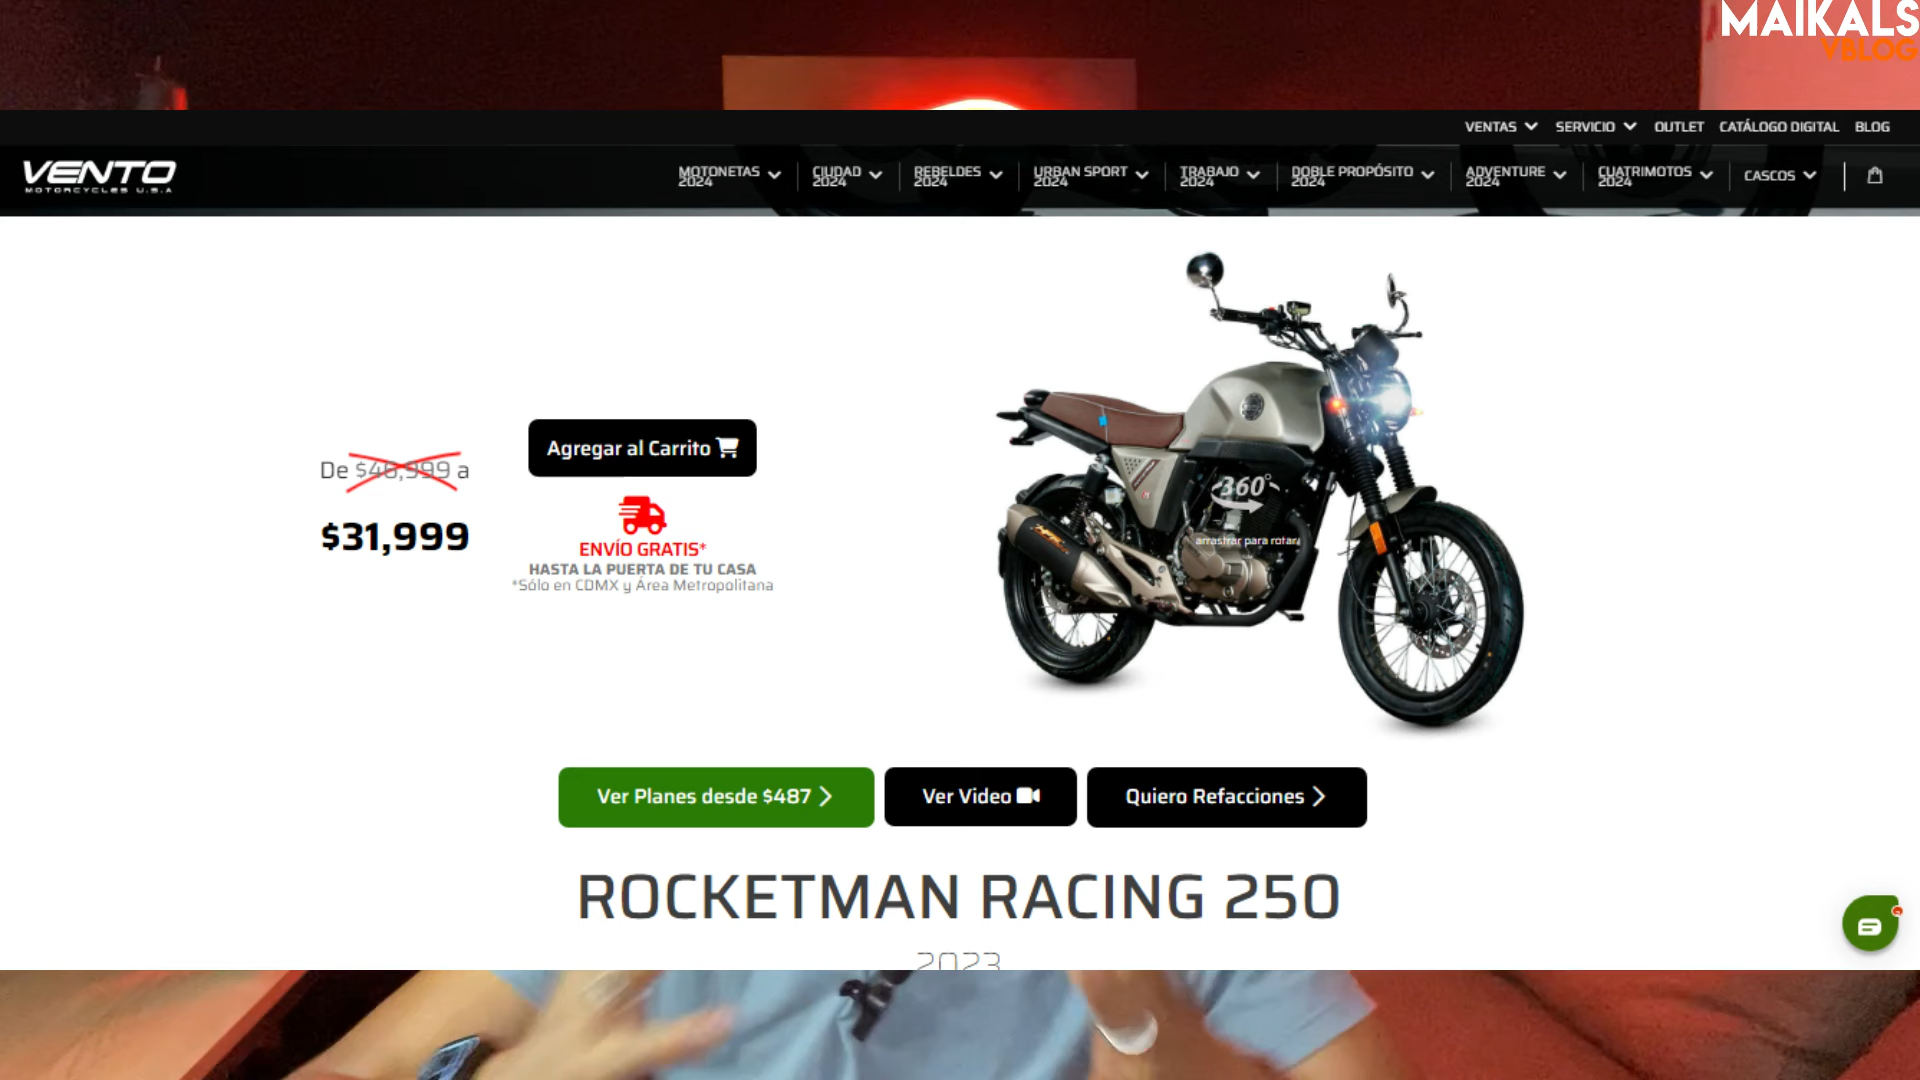 MAIKALS
VBLOG
VENTAS SERVICIO OUTLET CATÁLOGO DIGITAL BLOG
VENTO
MOTORCYCLES U.S.A
MOTONETAS 2024
CIUDAD 2024
REBELDES 2024
URBAN SPORT 2024
TRABAJO 2024
DOBLE PROPÓSITO 2024
ADVENTURE 2024
CUATRIMOTOS 2024
CASCOS
De $46,999 a
$31,999
Agregar al Carrito
ENVÍO GRATIS*
HASTA LA PUERTA DE TU CASA
*Sólo en CDMX y Área Metropolitana
360°
arrastrar para rotar
Ver Planes desde $487
Ver Video
Quiero Refacciones
ROCKETMAN RACING 250
2023